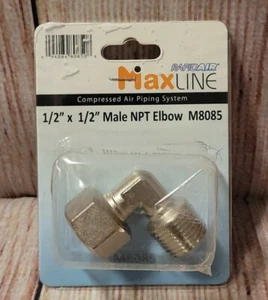 RAPIDAIR
MaxLINE
Compressed Air Piping System
1/2" x 1/2" Male NPT Elbow M8085